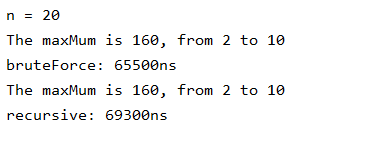 n = 20
The maxMum is 160, from 2 to 10
bruteForce: 65500ns
The maxMum is 160, from 2 to 10
recursive: 69300ns